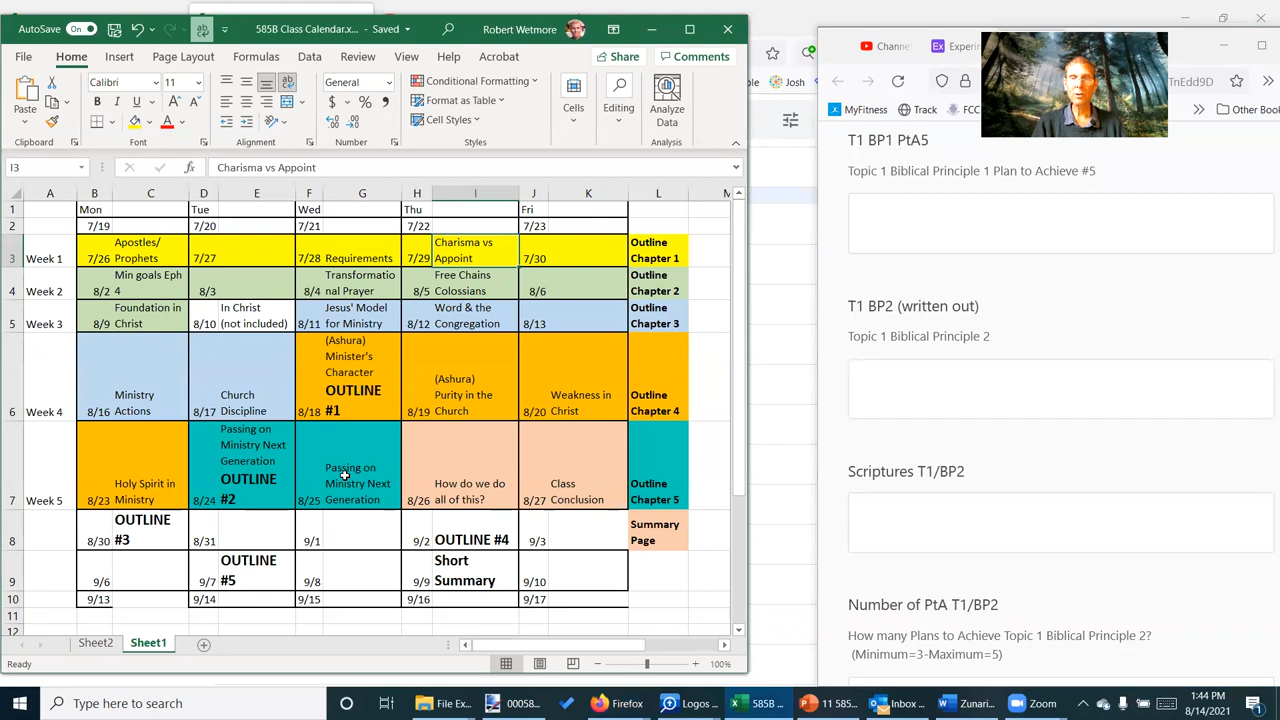 AutoSave On 585B Class Calendar.x... - Saved Robert Wetmore
File Home Insert Page Layout Formulas Data Review View Help Acrobat Share Comments
Paste Calibri 11 General Conditional Formatting Cells Editing Analyze Data
B I U A A Format as Table
Cell Styles
Clipboard Font Alignment Number Styles Analysis
I3 fx Charisma vs Appoint
A B C D E F G H I J K L M
1 Mon Tue Wed Thu Fri
2 7/19 7/20 7/21 7/22 7/23
3 Week 1 7/26 Apostles/ Prophets 7/27 7/28 Requirements 7/29 Charisma vs Appoint 7/30 Outline Chapter 1
4 Week 2 8/2 Min goals Eph 4 8/3 8/4 Transformatio nal Prayer 8/5 Free Chains Colossians 8/6 Outline Chapter 2
5 Week 3 8/9 Foundation in Christ 8/10 In Christ (not included) 8/11 Jesus' Model for Ministry 8/12 Word & the Congregation 8/13 Outline Chapter 3
6 Week 4 8/16 Ministry Actions 8/17 Church Discipline 8/18 (Ashura) Minister's Character OUTLINE #1 8/19 (Ashura) Purity in the Church 8/20 Weakness in Christ Outline Chapter 4
7 Week 5 8/23 Holy Spirit in Ministry 8/24 Passing on Ministry Next Generation OUTLINE #2 8/25 Passing on Ministry Next Generation 8/26 How do we do all of this? 8/27 Class Conclusion Outline Chapter 5
8 8/30 OUTLINE #3 8/31 9/1 9/2 OUTLINE #4 9/3 Summary Page
9 9/6 9/7 OUTLINE #5 9/8 9/9 Short Summary 9/10
10 9/13 9/14 9/15 9/16 9/17
11
12
Sheet2 Sheet1
Ready 100%
Josh
Channe
Experin
TnEdd9D
MyFitness Track FCC Other Boo
T1 BP1 PtA5
Topic 1 Biblical Principle 1 Plan to Achieve #5
T1 BP2 (written out)
Topic 1 Biblical Principle 2
Scriptures T1/BP2
Number of PtA T1/BP2
How many Plans to Achieve Topic 1 Biblical Principle 2?
(Minimum=3-Maximum=5)
Type here to search
File Ex... 00058... Firefox Logos ... 585B ... 11 585... Inbox ... Zunari... Zoom
1:44 PM
8/14/2021